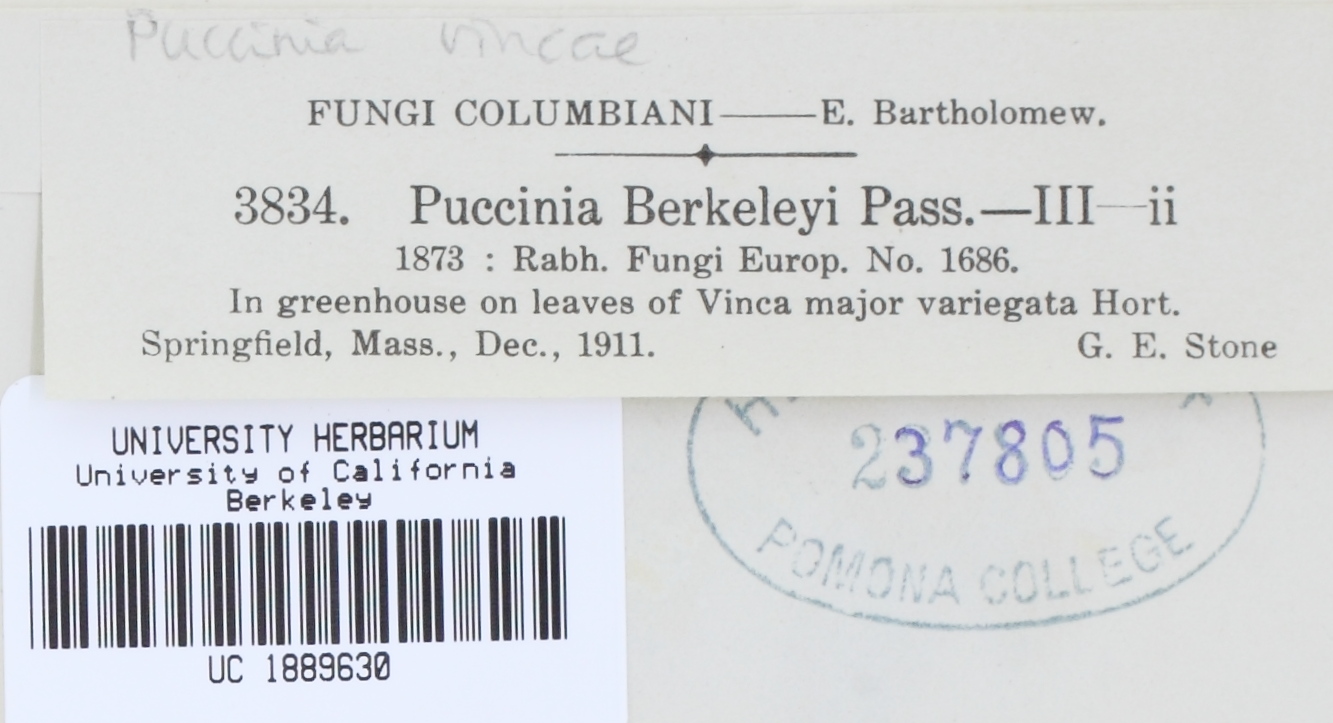 Puccinia vincae
FUNGI COLUMBIANI——E. Bartholomew.
3834. Puccinia Berkeleyi Pass.—III—ii
1873 : Rabh. Fungi Europ. No. 1686.
In greenhouse on leaves of Vinca major variegata Hort.
Springfield, Mass., Dec., 1911. G. E. Stone
237805
POMONA COLLEGE
UNIVERSITY HERBARIUM
University of California
Berkeley
UC 1889630